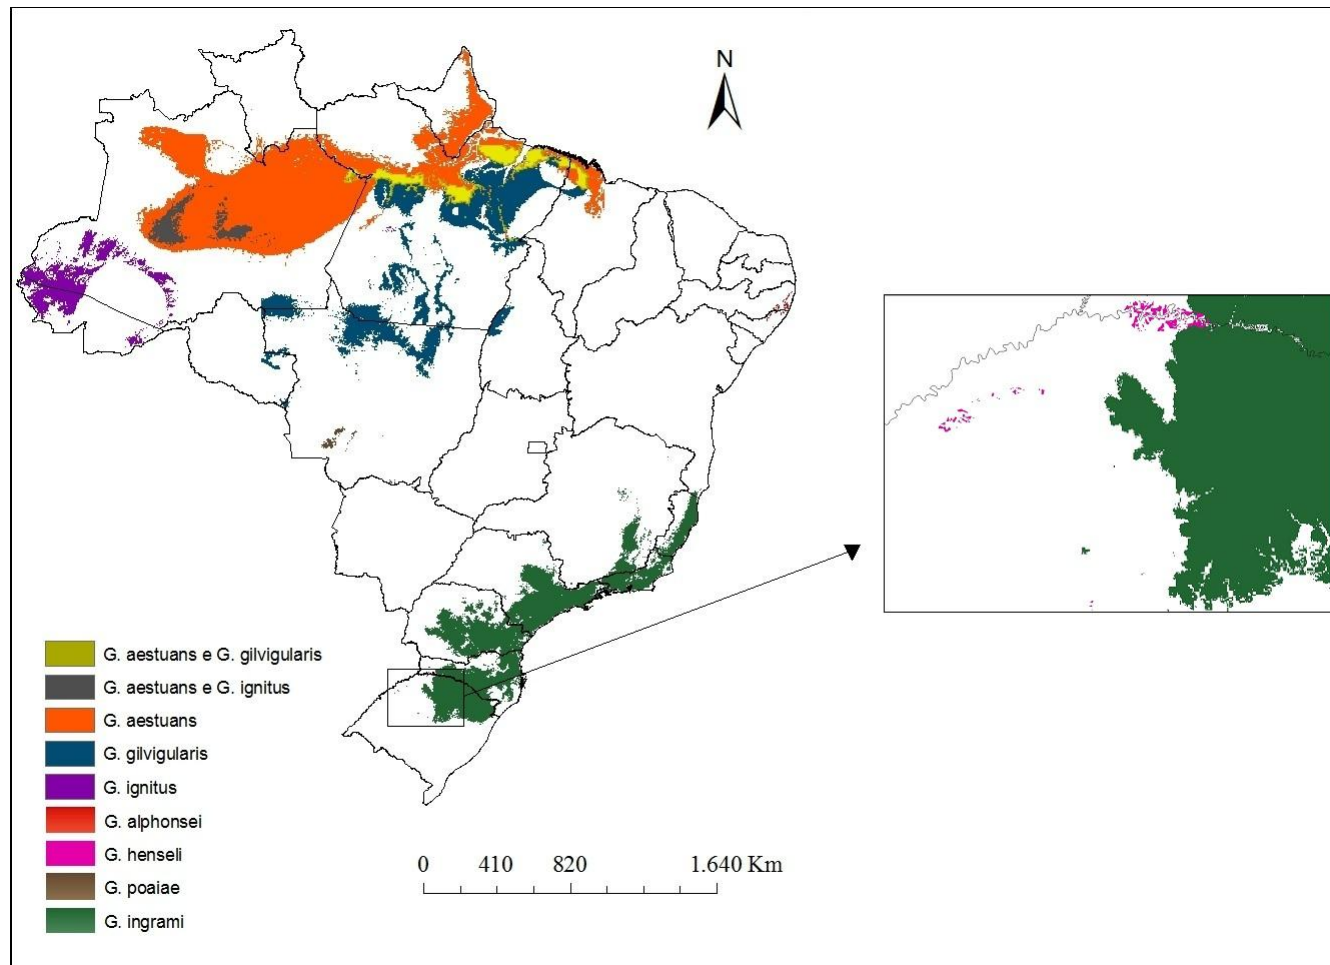 N
G. aestuans e G. gilvigularis
G. aestuans e G. ignitus
G. aestuans
G. gilvigularis
G. ignitus
G. alphonsei
G. henseli
G. poaiae
G. ingrami
0 410 820 1.640 Km